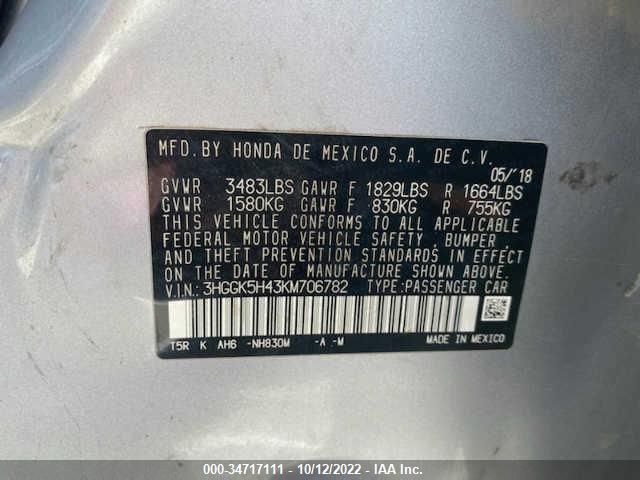 MFD. BY HONDA DE MEXICO S.A. DE C.V.
05/'18
GVWR 3483LBS GAWR F 1829LBS R 1664LBS
GVWR 1580KG GAWR F 830KG R 755KG
THIS VEHICLE CONFORMS TO ALL APPLICABLE
FEDERAL MOTOR VEHICLE SAFETY, BUMPER,
AND THEFT PREVENTION STANDARDS IN EFFECT
ON THE DATE OF MANUFACTURE SHOWN ABOVE.
V.I.N: 3HGGK5H43KM706782 TYPE:PASSENGER CAR
T5R K AH6 -NH830M -A -M MADE IN MEXICO
000-34717111 - 10/12/2022 - IAA Inc.